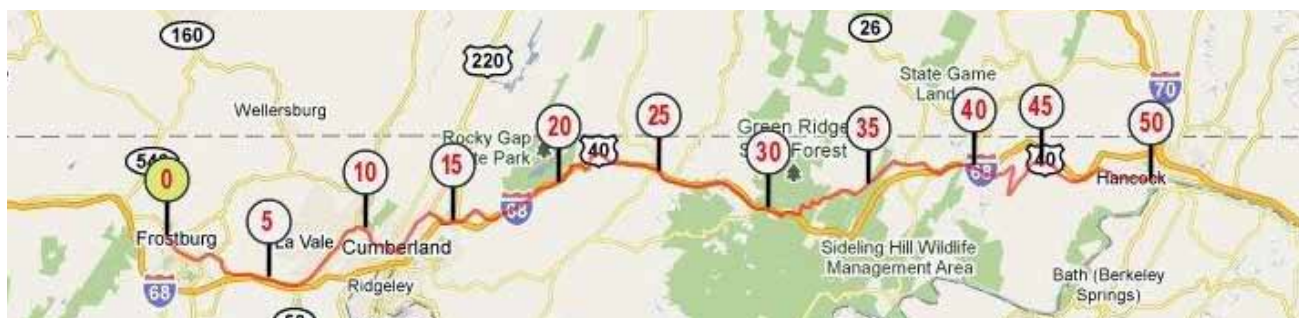 160
26
220
State Game
Land
70
Wellersburg
40
45
50
25
35
20
Green Ridge
30
Forest
Rocky Gap
te Park
40
15
10
0
5
68
40
Hancock
68
Frostburg
La Vale
Cumberland
Sideling Hill Wildlife
Management Area
Bath (Berkeley
Springs)
Ridgeley
68